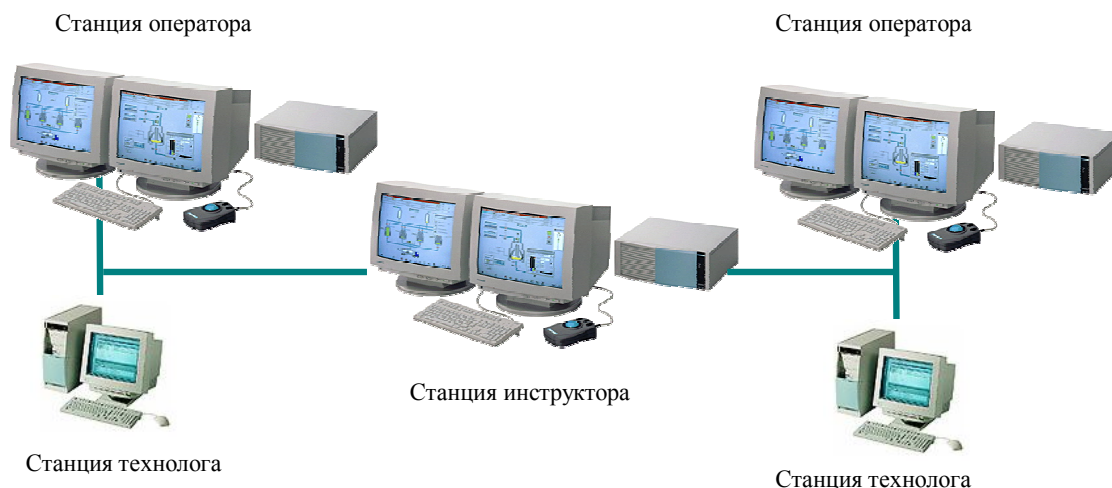 Станция оператора
Станция оператора
Станция инструктора
Станция технолога
Станция технолога